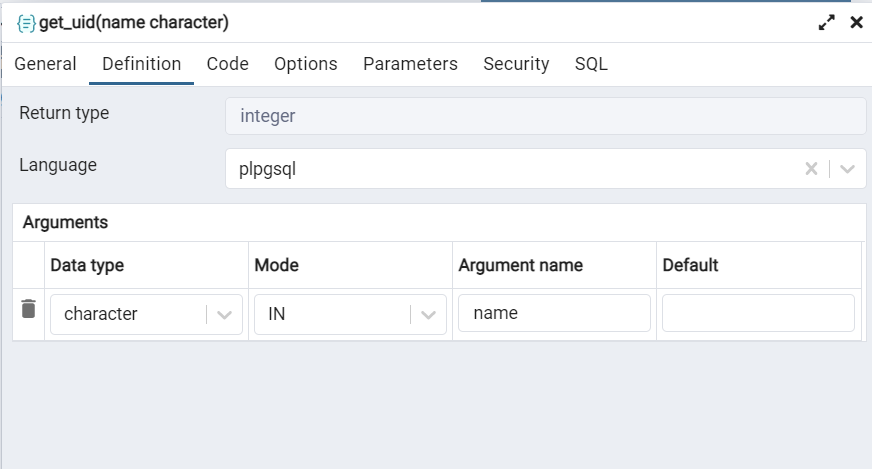 get_uid(name character)
General Definition Code Options Parameters Security SQL
Return type integer
Language plpgsql
Arguments
Data type Mode Argument name Default
character IN name